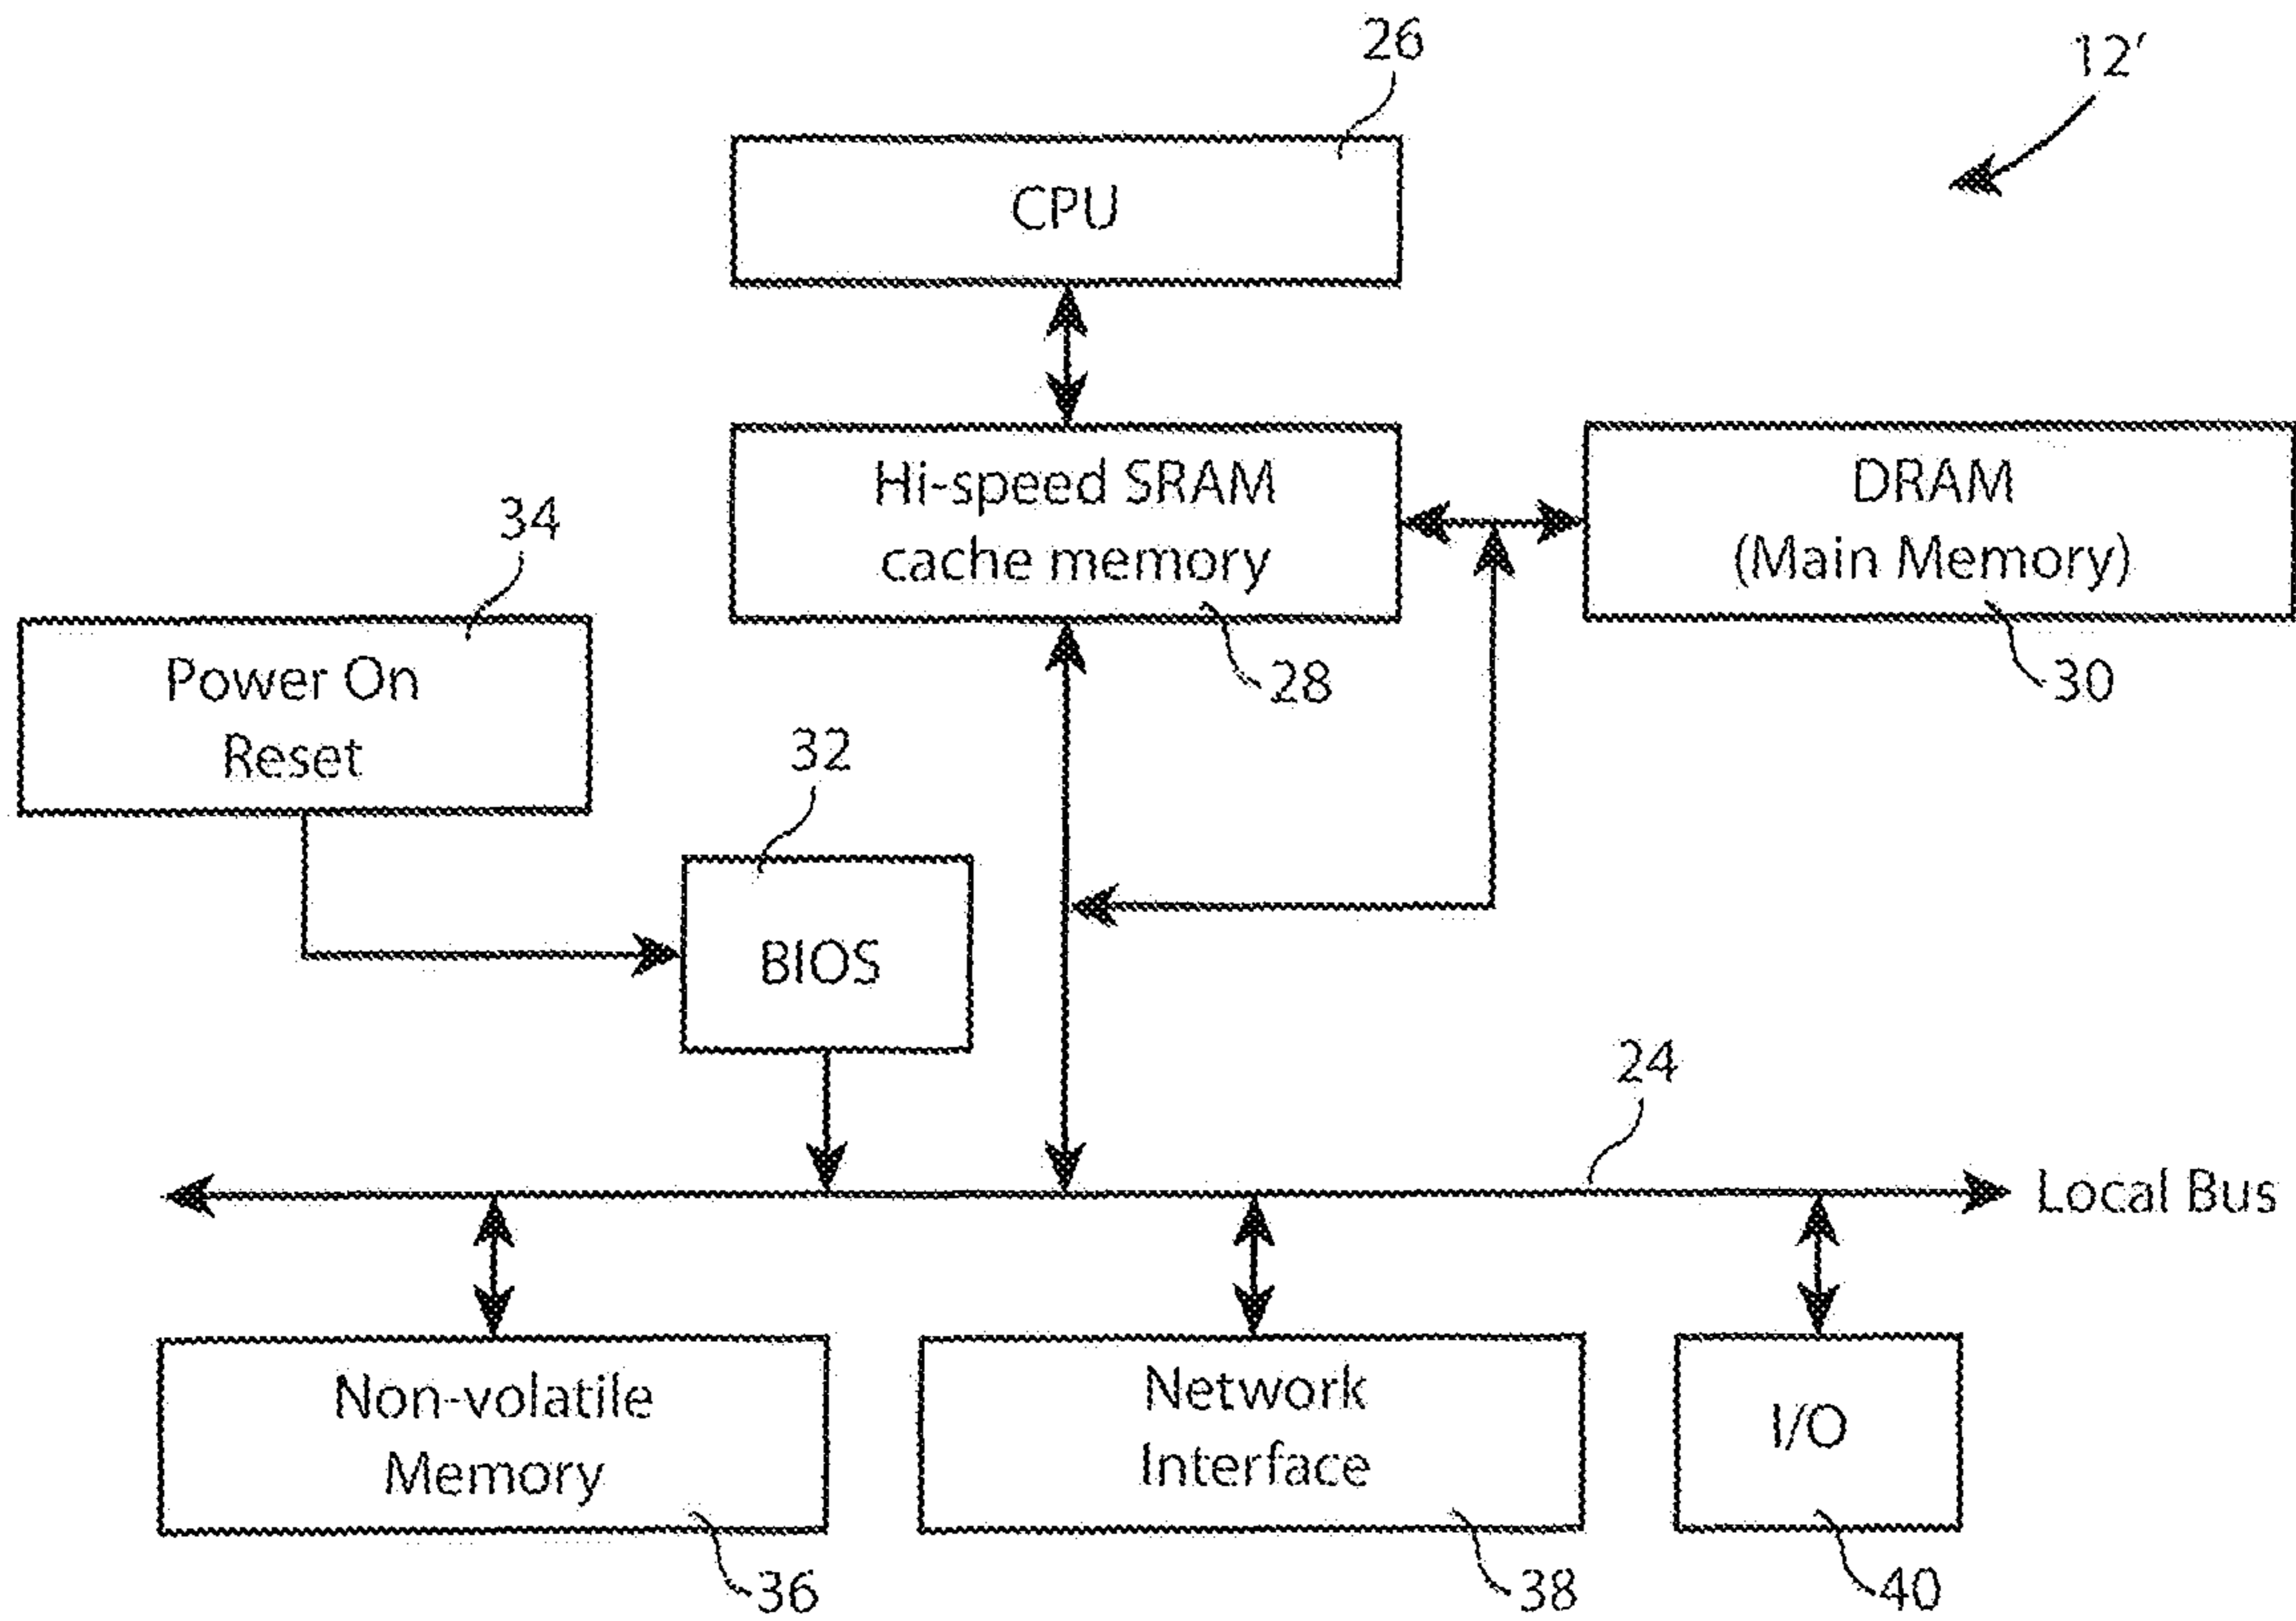 26
12'
CPU
Hi-speed SRAM
cache memory
DRAM
(Main Memory)
34
28
30
Power On
Reset
32
BIOS
24
Local Bus
Non-volatile
Memory
Network
Interface
I/O
36
38
40